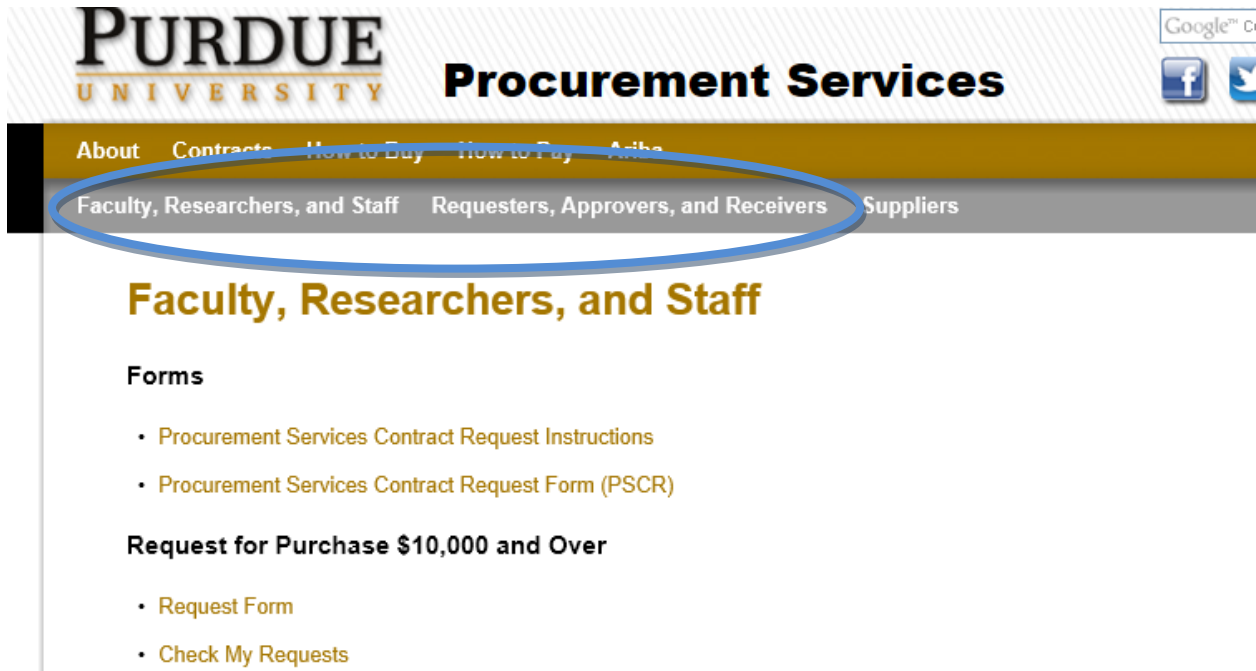 PURDUE
UNIVERSITY
Procurement Services
Google™
About Contracts How to Buy How to Pay Ariba
Faculty, Researchers, and Staff Requesters, Approvers, and Receivers Suppliers
Faculty, Researchers, and Staff
Forms
• Procurement Services Contract Request Instructions
• Procurement Services Contract Request Form (PSCR)
Request for Purchase $10,000 and Over
• Request Form
• Check My Requests